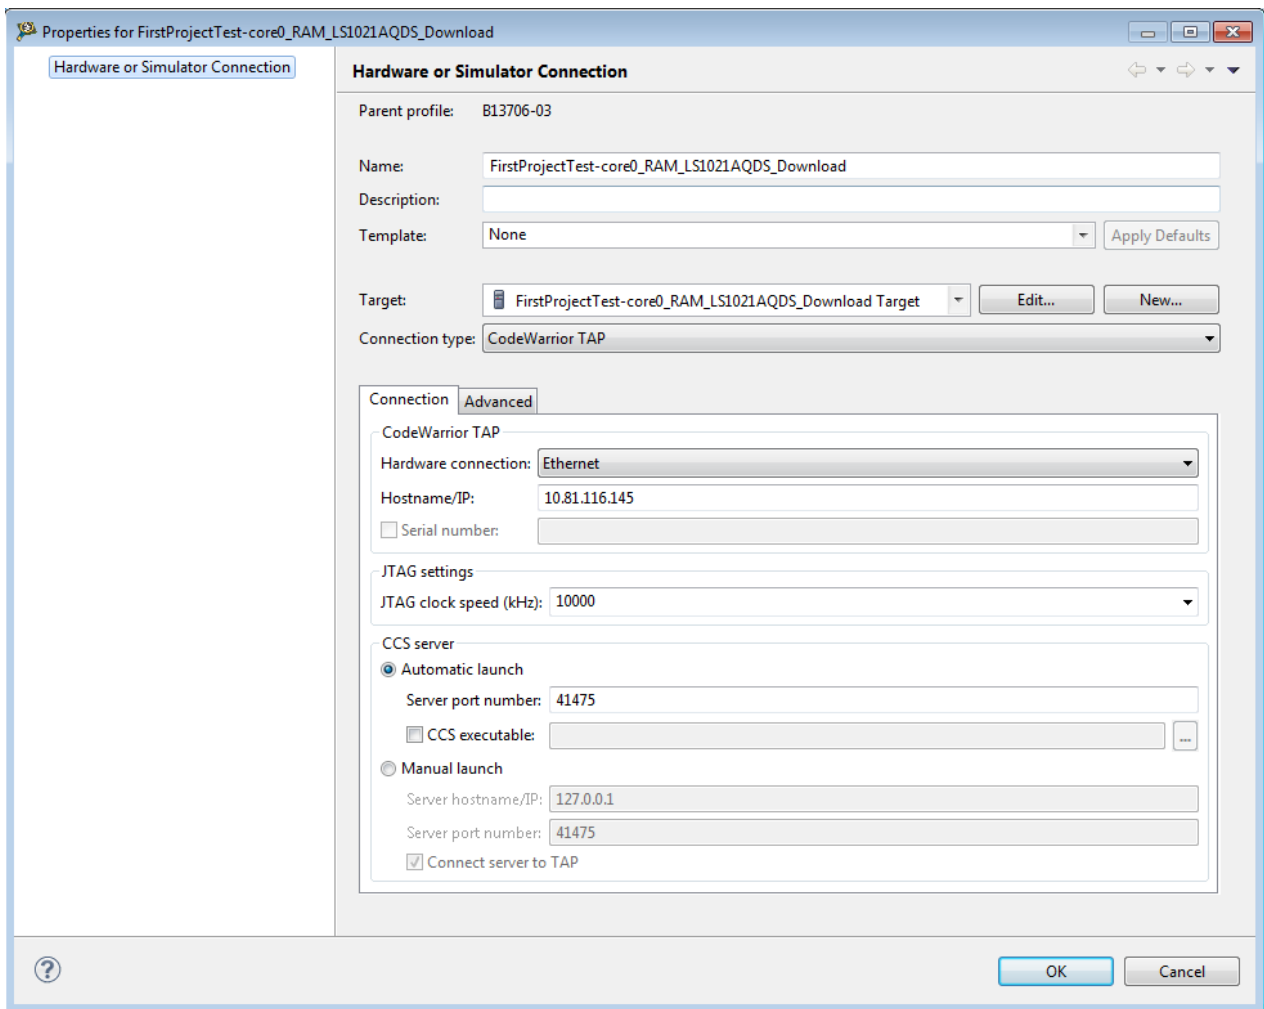 Properties for FirstProjectTest-core0_RAM_LS1021AQDS_Download
Hardware or Simulator Connection
Hardware or Simulator Connection
Parent profile: B13706-03
Name: FirstProjectTest-core0_RAM_LS1021AQDS_Download
Description:
Template: None Apply Defaults
Target: FirstProjectTest-core0_RAM_LS1021AQDS_Download Target Edit... New...
Connection type: CodeWarrior TAP
Connection Advanced
CodeWarrior TAP
Hardware connection: Ethernet
Hostname/IP: 10.81.116.145
Serial number:
JTAG settings
JTAG clock speed (kHz): 10000
CCS server
Automatic launch
Server port number: 41475
CCS executable: ...
Manual launch
Server hostname/IP: 127.0.0.1
Server port number: 41475
Connect server to TAP
? OK Cancel